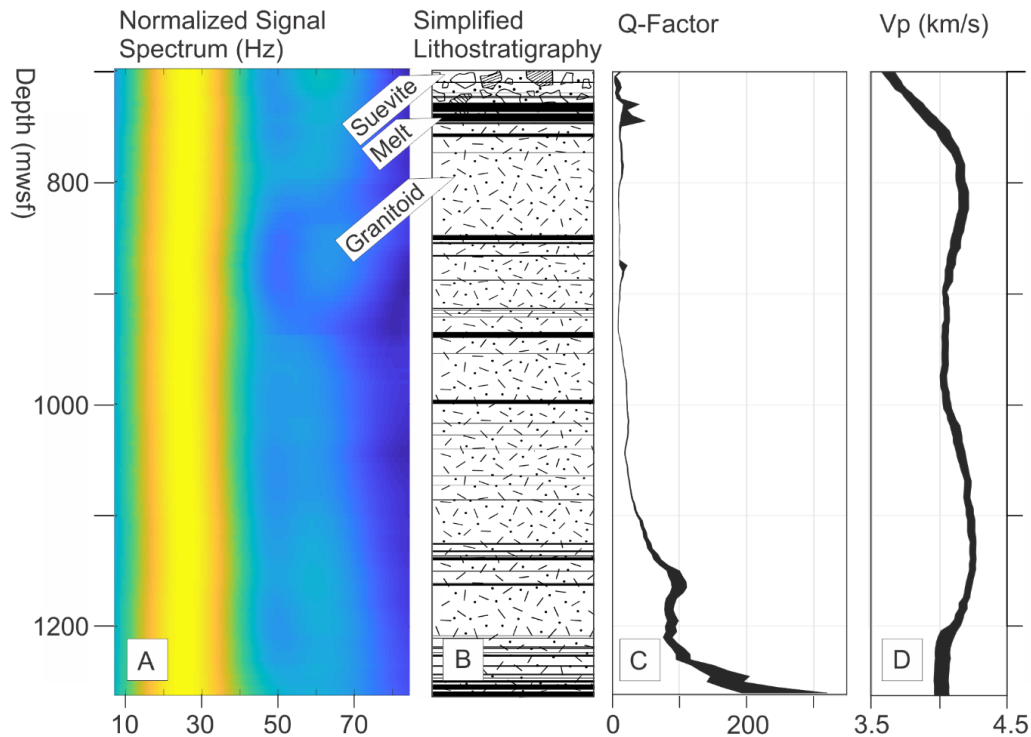 Normalized Signal
Spectrum (Hz)
Simplified
Lithostratigraphy
Q-Factor
Vp (km/s)
Depth (mwsf)
800
1000
1200
Suevite
Melt
Granitoid
A
B
C
D
10 30 50 70
0 200
3.5 4.5